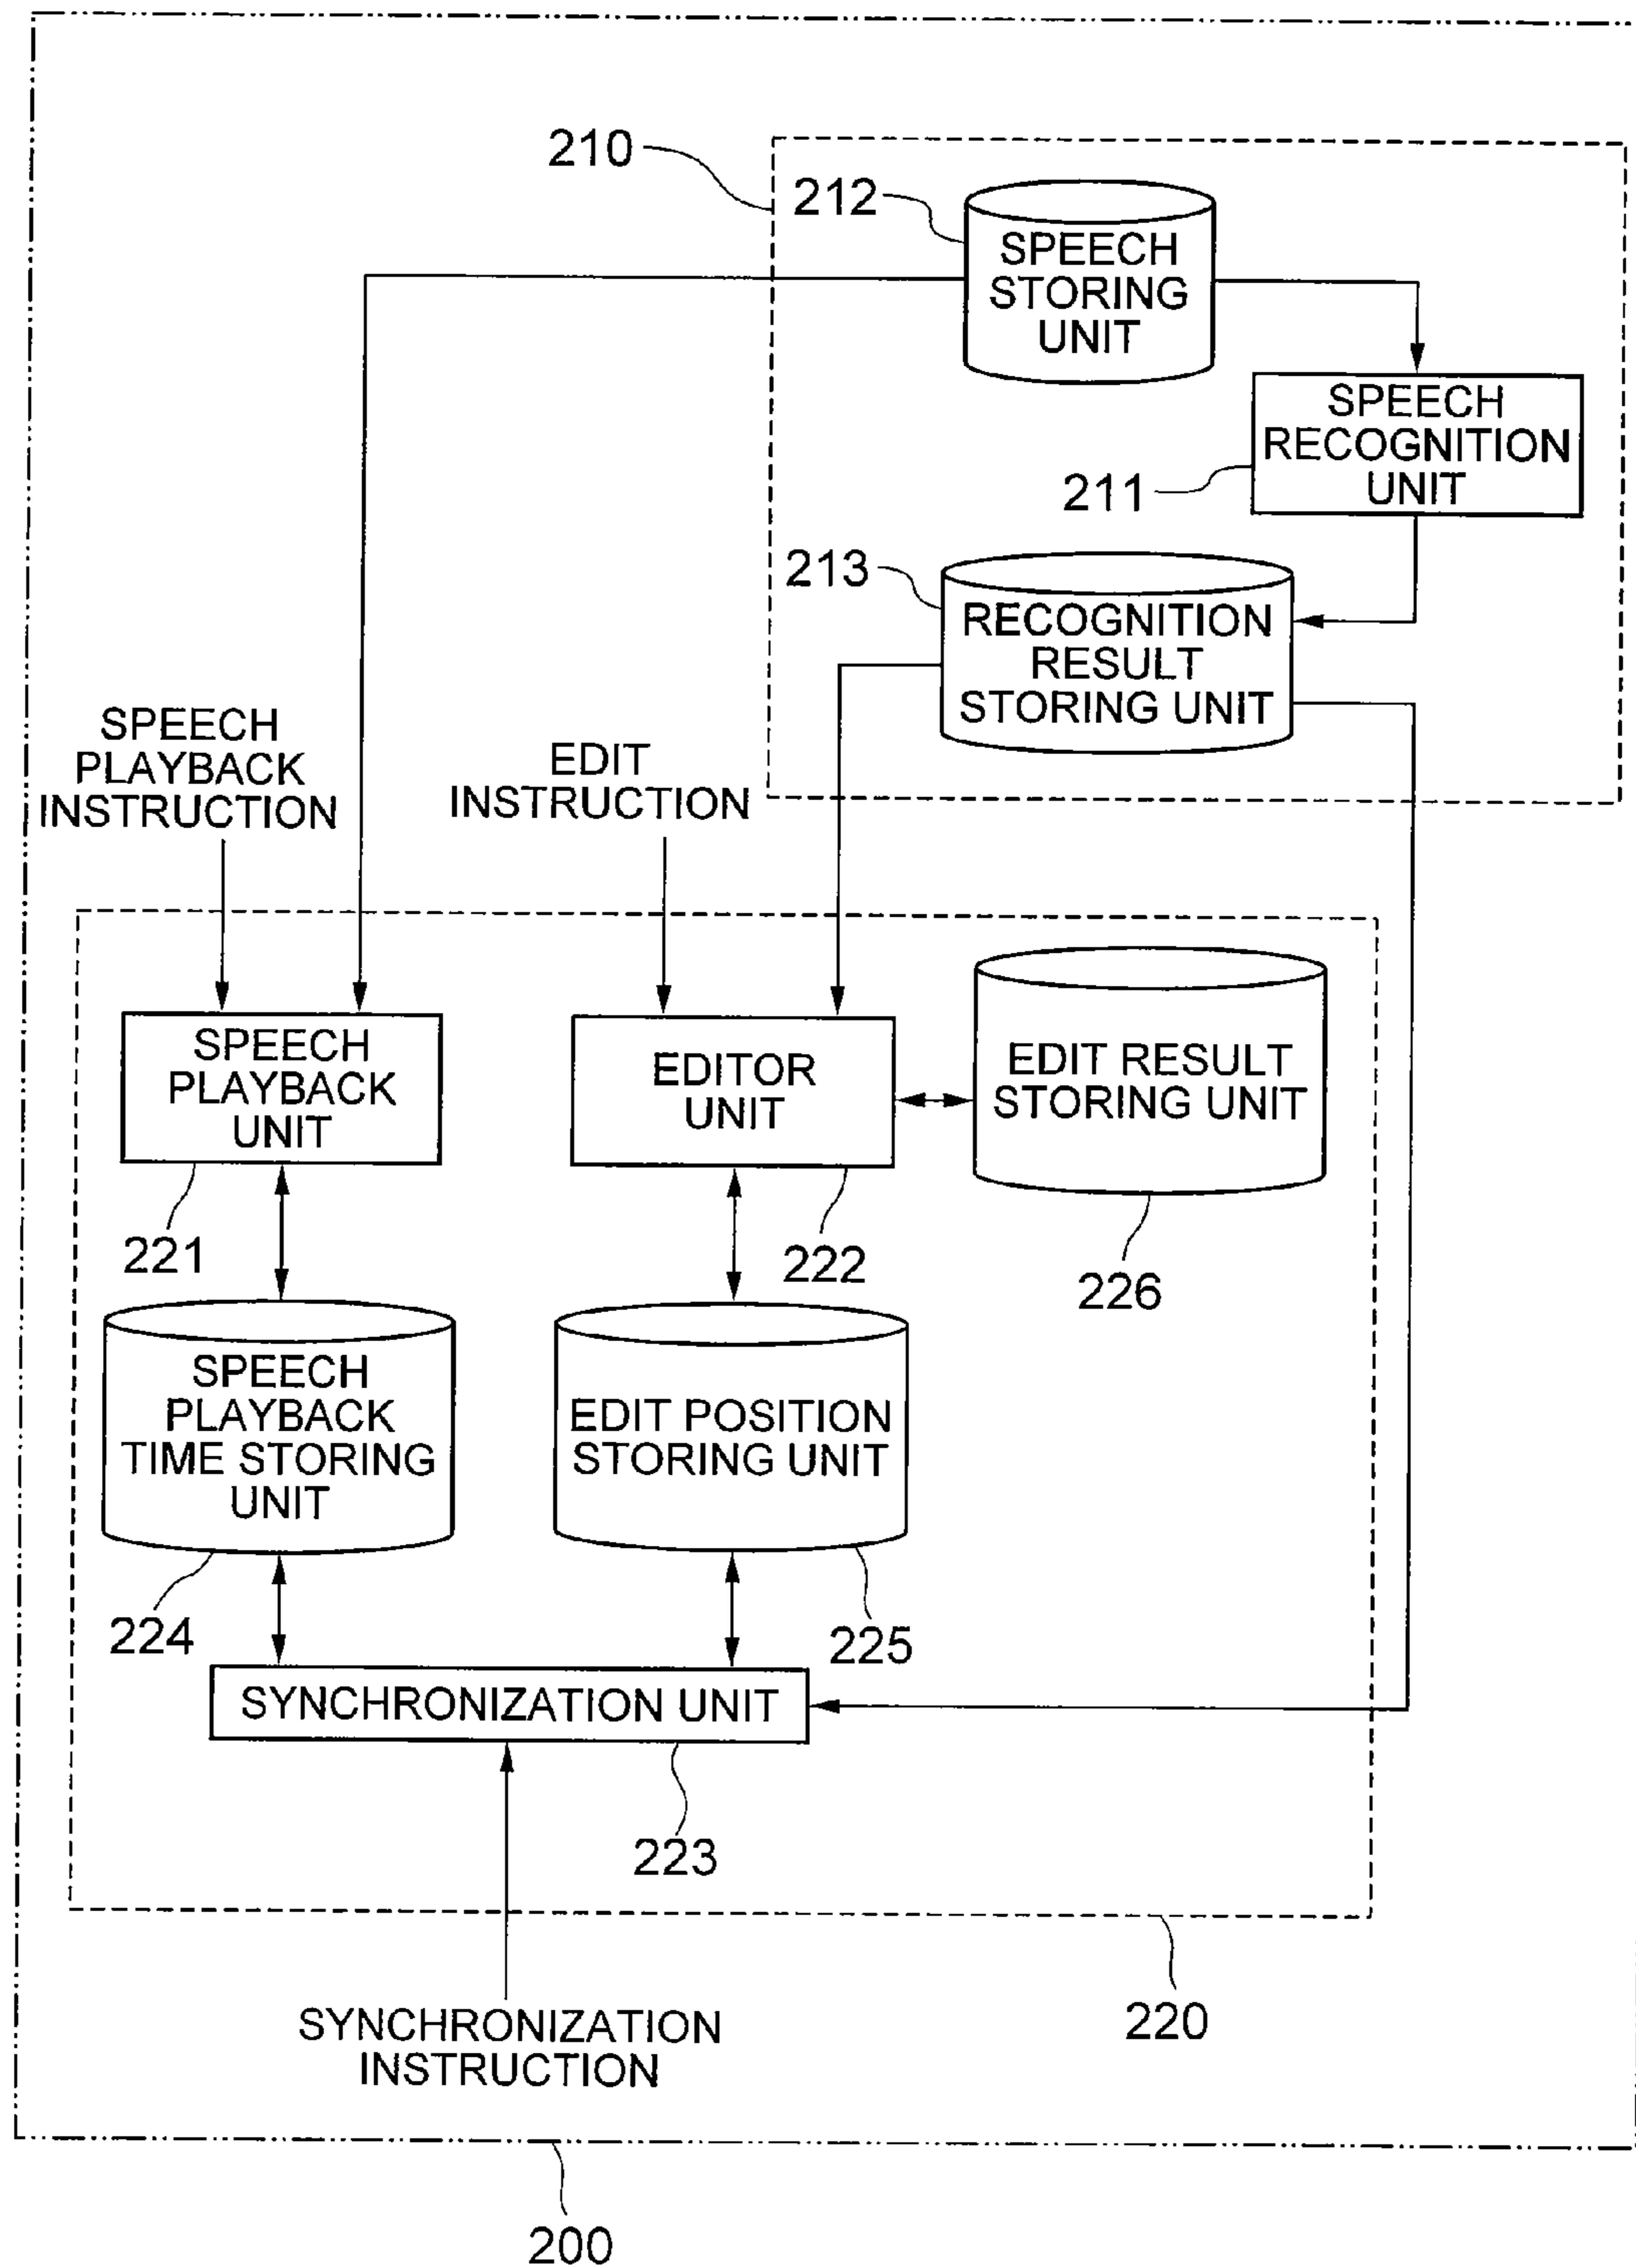 210
212
SPEECH
STORING
UNIT
SPEECH
RECOGNITION
UNIT
211
213
RECOGNITION
RESULT
STORING UNIT
SPEECH
PLAYBACK
INSTRUCTION
EDIT
INSTRUCTION
SPEECH
PLAYBACK
UNIT
EDITOR
UNIT
EDIT RESULT
STORING UNIT
221
222
226
SPEECH
PLAYBACK
TIME STORING
UNIT
EDIT POSITION
STORING UNIT
224
225
SYNCHRONIZATION UNIT
223
SYNCHRONIZATION
INSTRUCTION
220
200